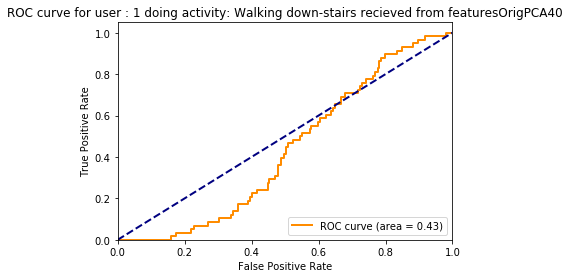 ROC curve for user : 1 doing activity: Walking down-stairs recieved from featuresOrigPCA40
1.0
0.8
0.6
0.4
0.2
0.0
True Positive Rate
ROC curve (area = 0.43)
0.0 0.2 0.4 0.6 0.8 1.0
False Positive Rate